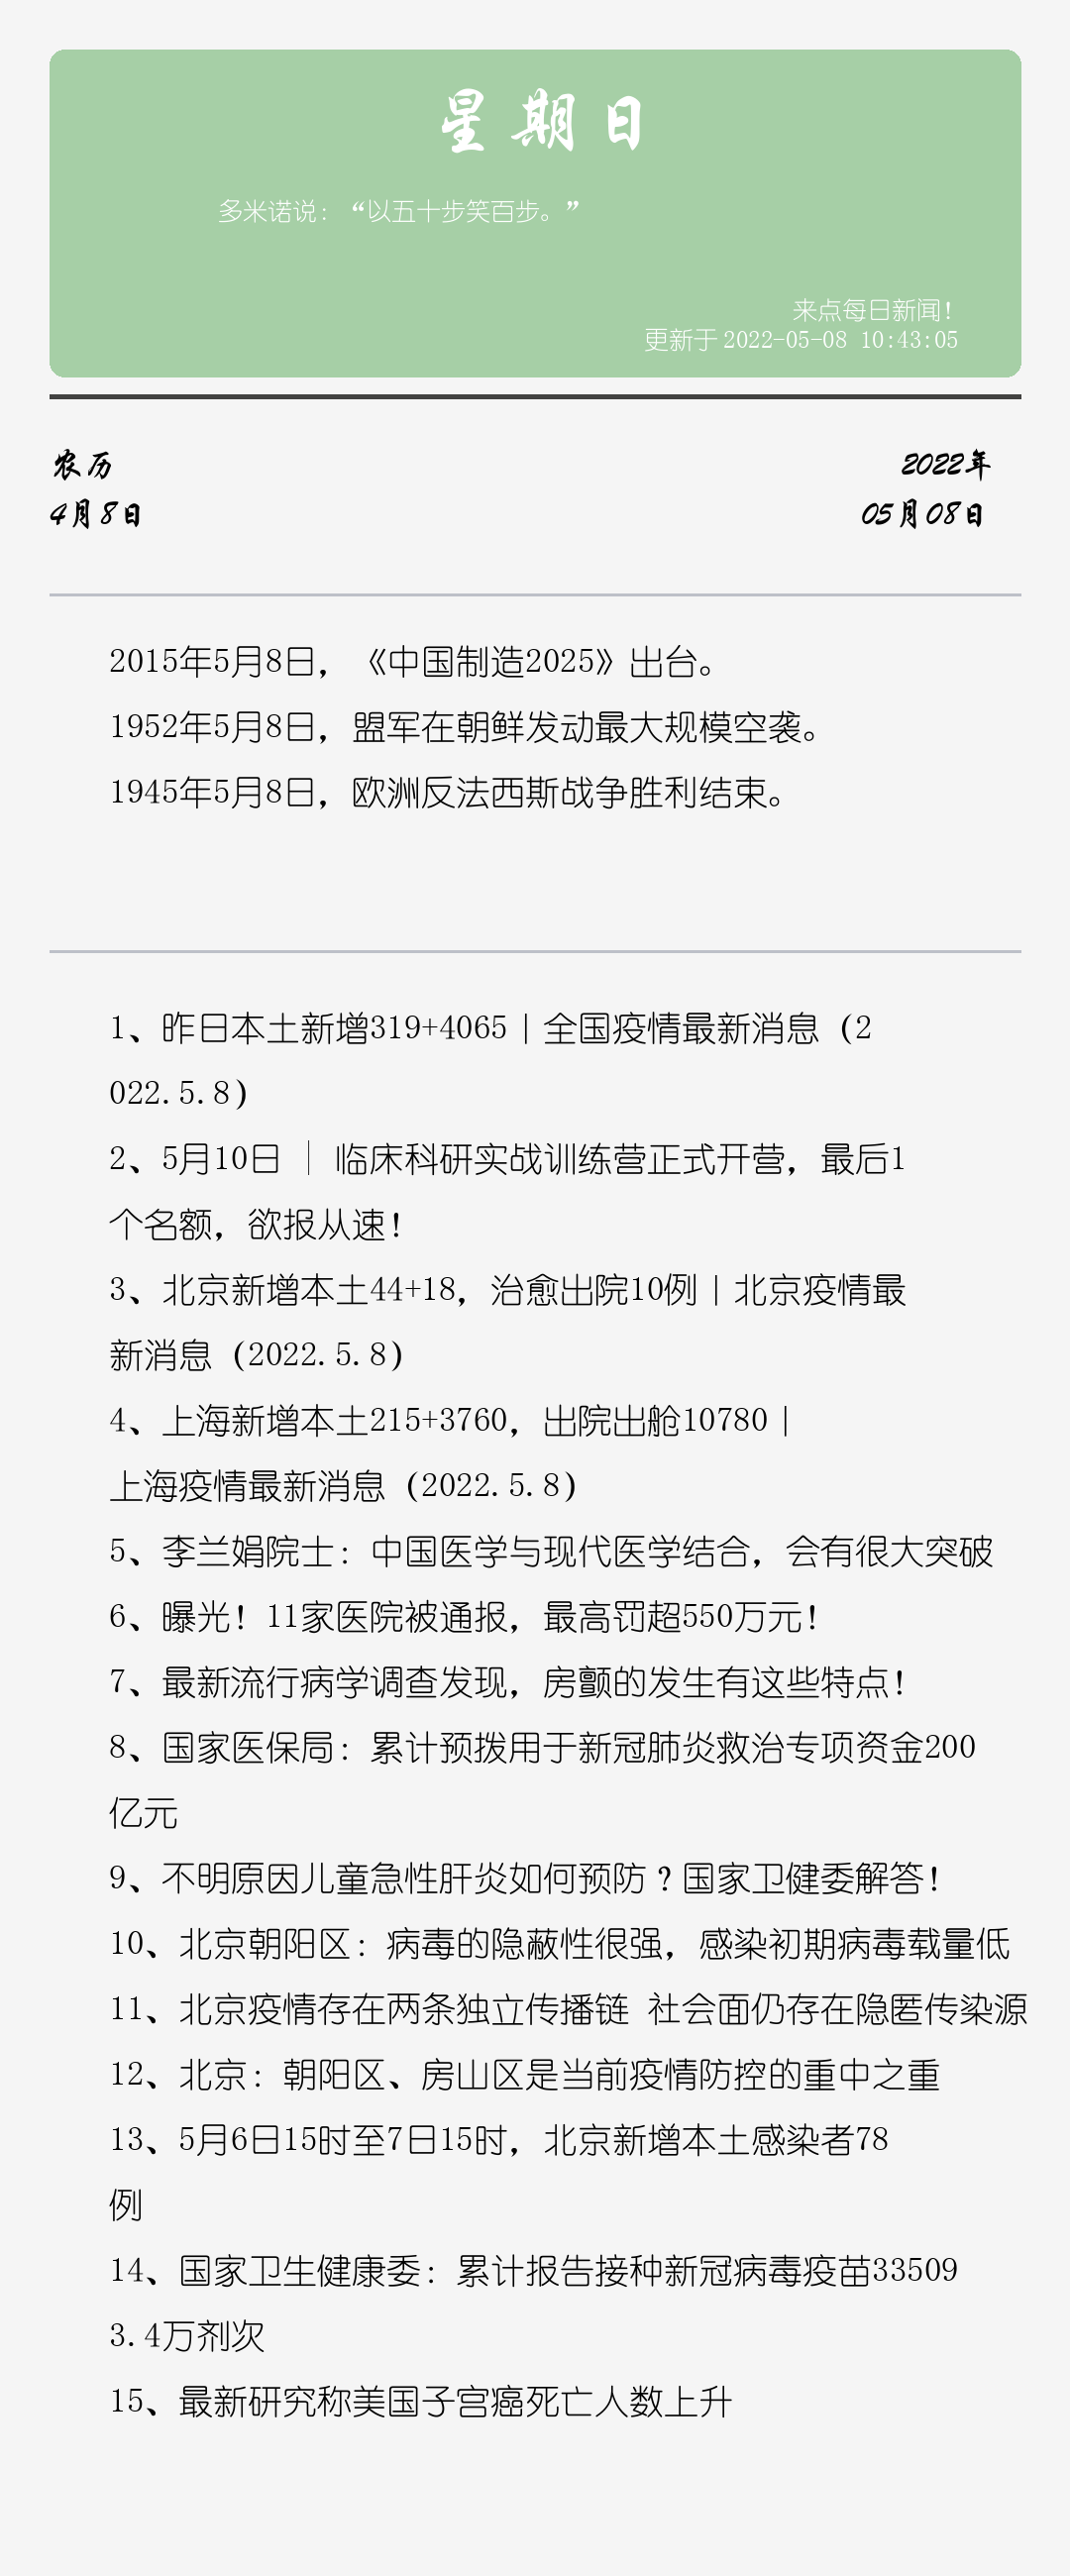 星期日
多米诺说：“以五十步笑百步。”
来点每日新闻！
更新于2022-05-08 10:43:05
农历
2022年
4月8日
05月08日
2015年5月8日，《中国制造2025》出台。
1952年5月8日，盟军在朝鲜发动最大规模空袭。
1945年5月8日，欧洲反法西斯战争胜利结束。
1、昨日本土新增319+4065 | 全国疫情最新消息（2
022.5.8）
2、5月10日 │ 临床科研实战训练营正式开营，最后1
个名额，欲报从速！
3、北京新增本土44+18，治愈出院10例 | 北京疫情最
新消息（2022.5.8）
4、上海新增本土215+3760，出院出舱10780 |
上海疫情最新消息（2022.5.8）
5、李兰娟院士：中国医学与现代医学结合，会有很大突破
6、曝光！11家医院被通报，最高罚超550万元！
7、最新流行病学调查发现，房颤的发生有这些特点！
8、国家医保局：累计预拨用于新冠肺炎救治专项资金200
亿元
9、不明原因儿童急性肝炎如何预防？国家卫健委解答！
10、北京朝阳区：病毒的隐蔽性很强，感染初期病毒载量低
11、北京疫情存在两条独立传播链 社会面仍存在隐匿传染源
12、北京：朝阳区、房山区是当前疫情防控的重中之重
13、5月6日15时至7日15时，北京新增本土感染者78
例
14、国家卫生健康委：累计报告接种新冠病毒疫苗33509
3.4万剂次
15、最新研究称美国子宫癌死亡人数上升